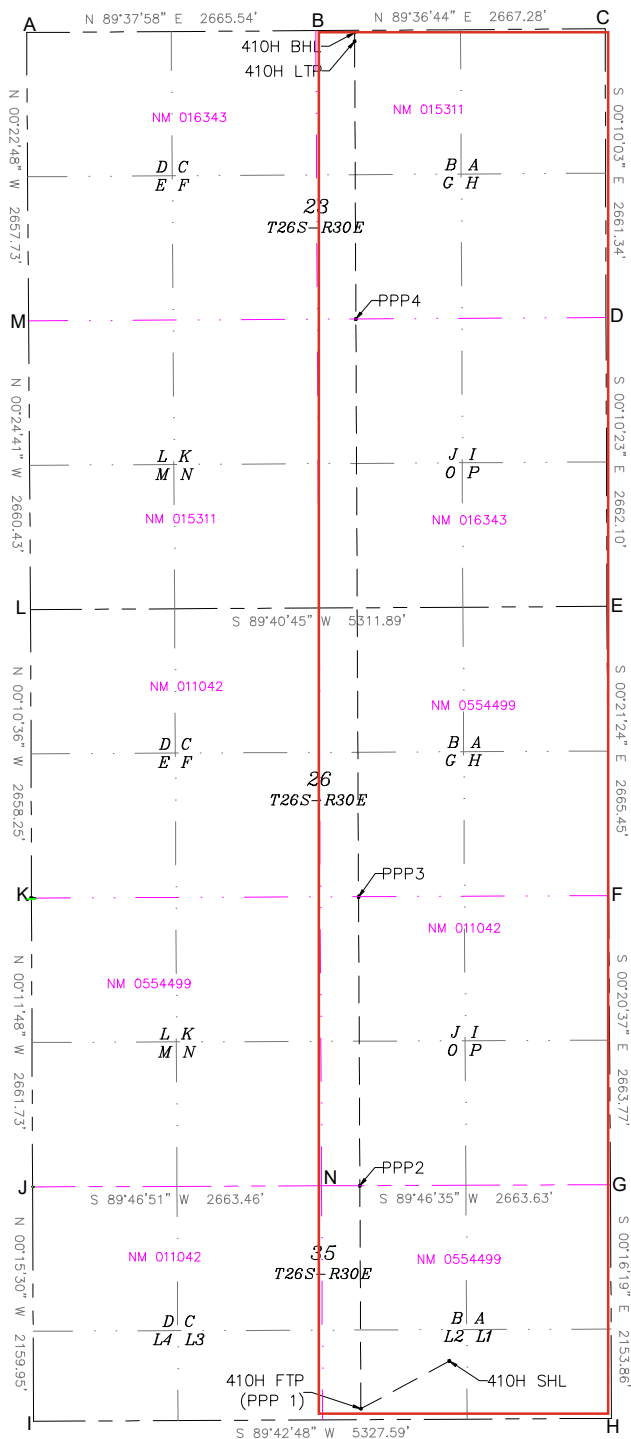 A
N 89°37'58" E 2665.54'
B
N 89°36'44" E 2667.28'
C
410H BHL
410H LTP
N 00°22'48" W 2657.73'
NM 016343
NM 015311
S 00°10'03" E 2661.34'
D C
E F
B A
G H
23
T26S-R30E
M
PPP4
D
N 00°24'41" W 2660.43'
S 00°10'23" E 2662.10'
L K
M N
J I
O P
NM 015311
NM 016343
L
E
S 89°40'45" W 5311.89'
N 00°10'36" W 2658.25'
NM 011042
NM 0554499
S 00°21'24" E 2665.45'
D C
E F
B A
G H
26
T26S-R30E
K
PPP3
F
NM 011042
NM 0554499
N 00°11'48" W 2661.73'
S 00°20'37" E 2663.77'
L K
M N
J I
O P
J
N
PPP2
G
S 89°46'51" W 2663.46'
S 89°46'35" W 2663.63'
N 00°15'30" W 2159.95'
NM 011042
35
T26S-R30E
NM 0554499
S 00°16'19" E 2153.86'
D C
L4 L3
B A
L2 L1
410H FTP
(PPP 1)
410H SHL
I
S 89°42'48" W 5327.59'
H